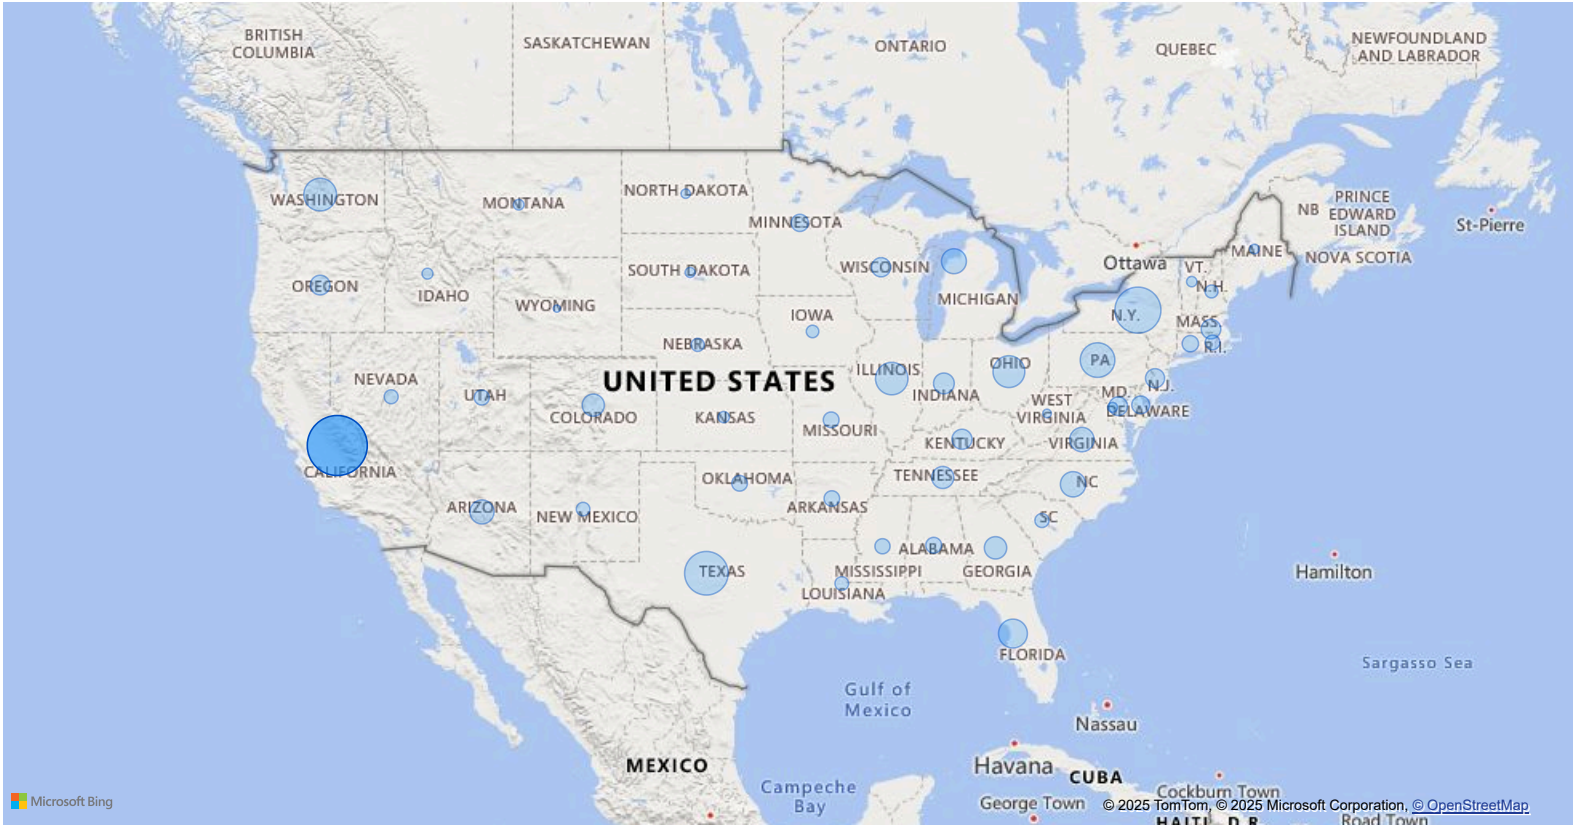 BRITISH
COLUMBIA
SASKATCHEWAN
ONTARIO
QUEBEC
NEWFOUNDLAND
AND LABRADOR
WASHINGTON
MONTANA
NORTH DAKOTA
MINNESOTA
NB
PRINCE
EDWARD
ISLAND
St-Pierre
OREGON
IDAHO
WYOMING
SOUTH DAKOTA
WISCONSIN
MICHIGAN
Ottawa
VT.
N.H.
MAINE
NOVA SCOTIA
IOWA
N.Y.
MASS.
R.I.
NEBRASKA
NEVADA
UTAH
COLORADO
UNITED STATES
ILLINOIS
INDIANA
OHIO
PA
N.J.
MD.
DELAWARE
WEST
VIRGINIA
KANSAS
MISSOURI
KENTUCKY
VIRGINIA
CALIFORNIA
ARIZONA
NEW MEXICO
OKLAHOMA
ARKANSAS
TENNESSEE
NC
SC
TEXAS
LOUISIANA
MISSISSIPPI
ALABAMA
GEORGIA
Hamilton
FLORIDA
Sargasso Sea
Gulf of
Mexico
Nassau
MEXICO
Havana
CUBA
Campeche
Bay
George Town
Cockburn Town
HAITI
D.R.
Road Town
Microsoft Bing
© 2025 TomTom, © 2025 Microsoft Corporation, © OpenStreetMap